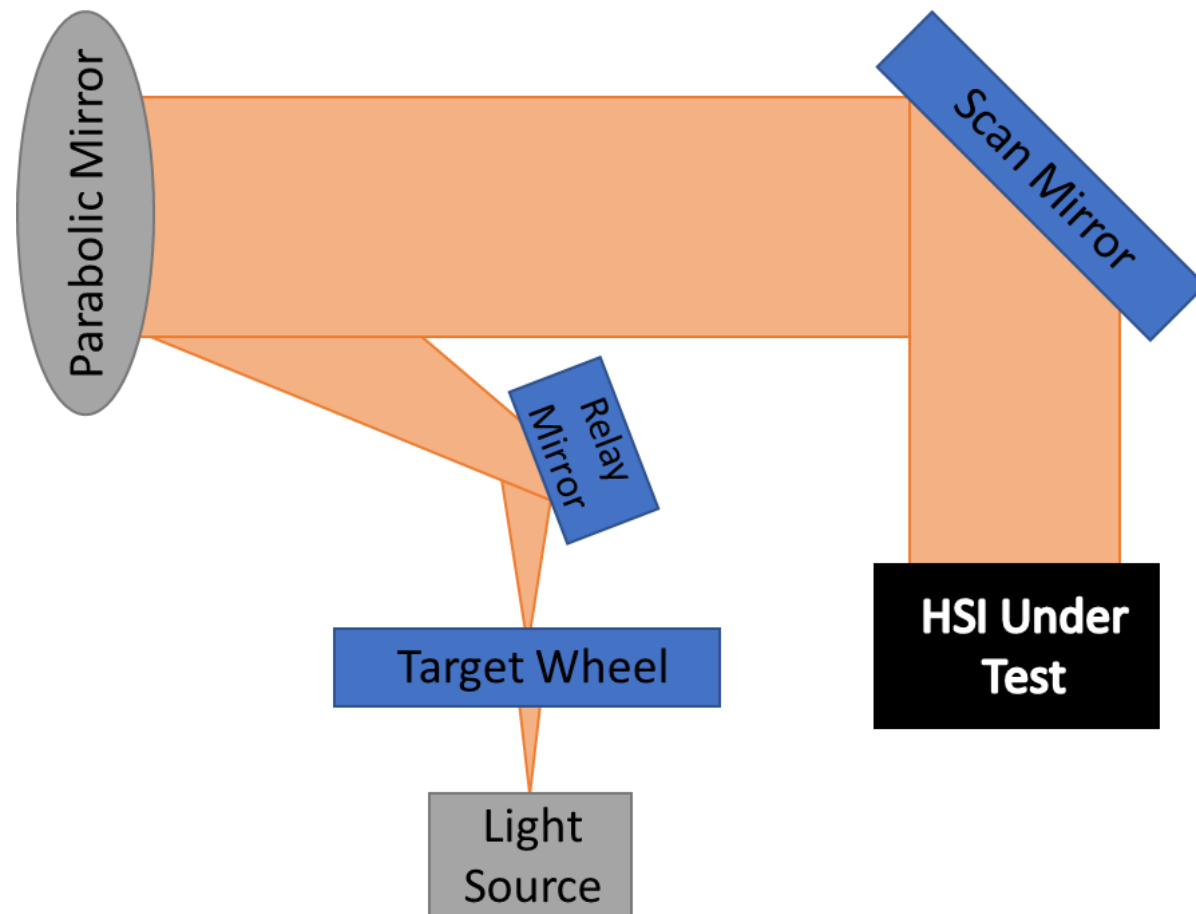 Parabolic Mirror
Scan Mirror
Relay
Mirror
Target Wheel
HSI Under
Test
Light
Source